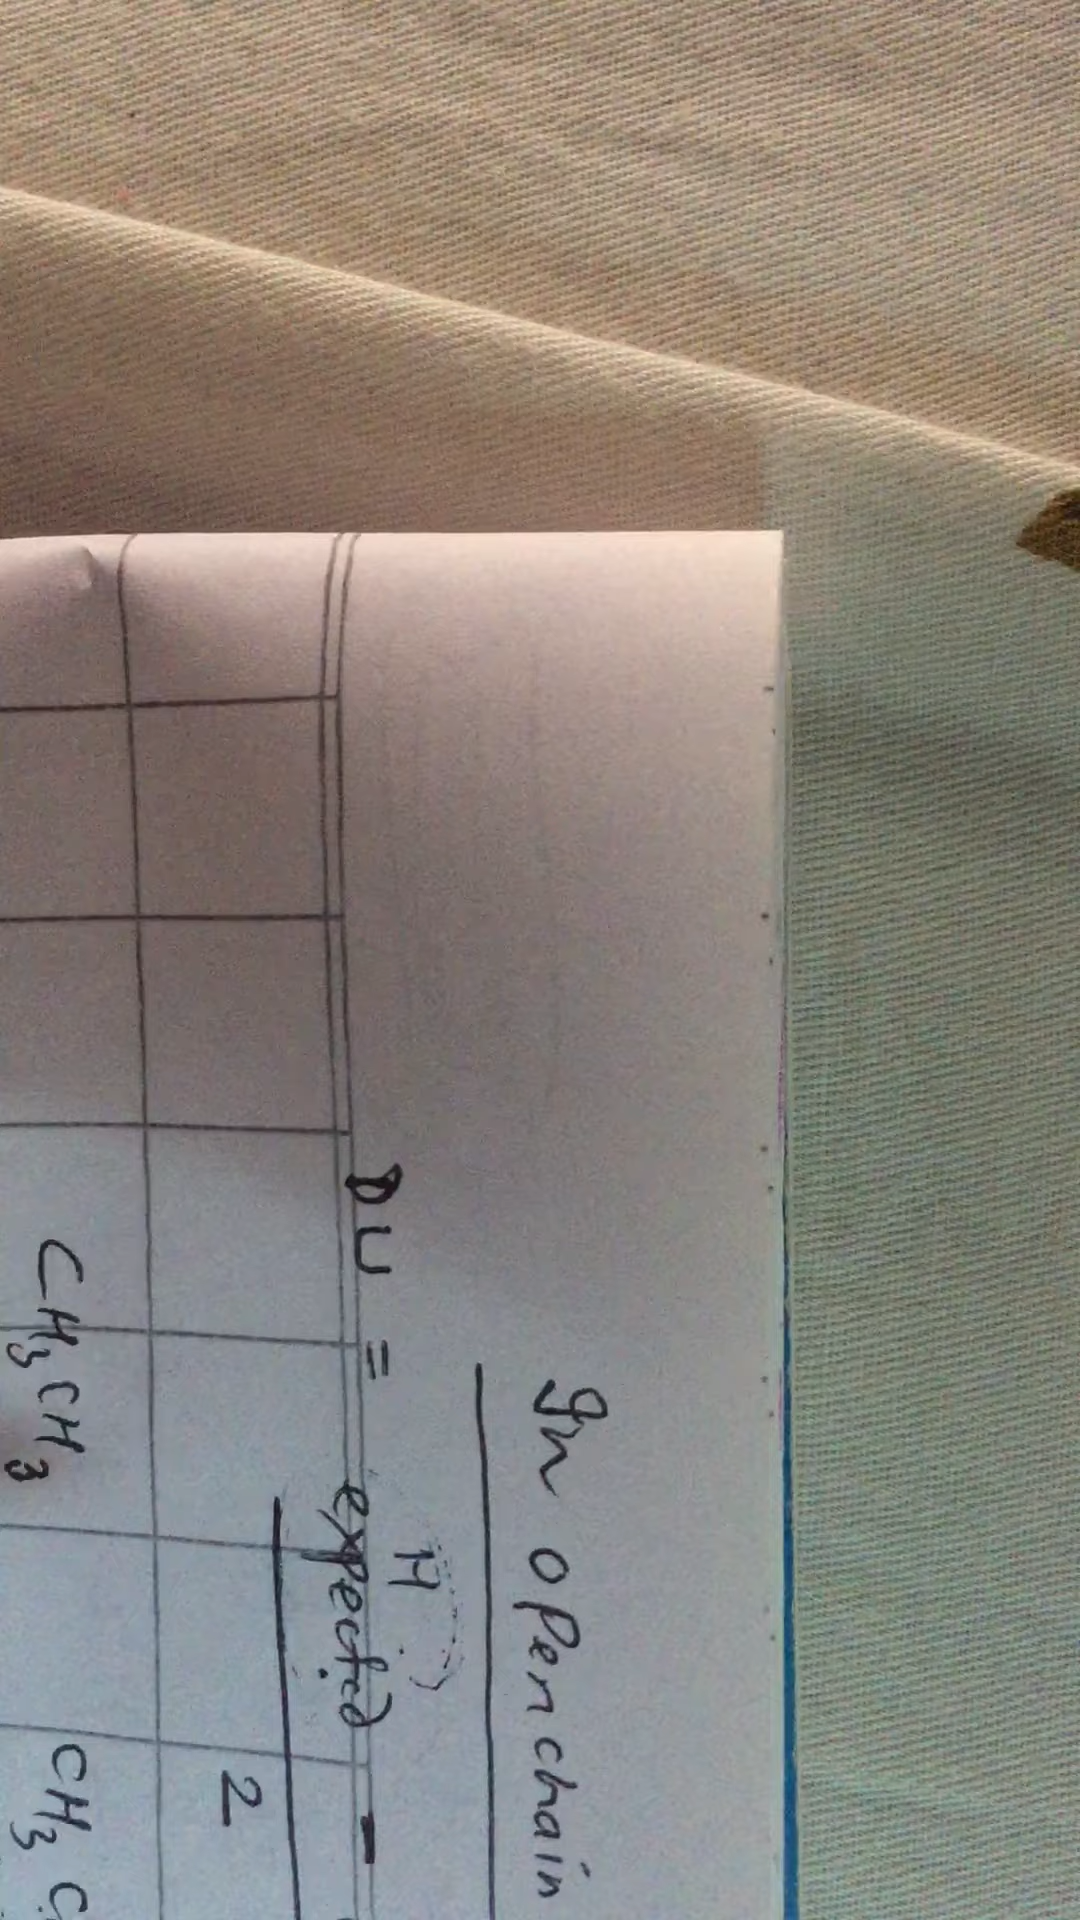 In open chain
H
DU = expected -
2
CH3CH3 CH3 C